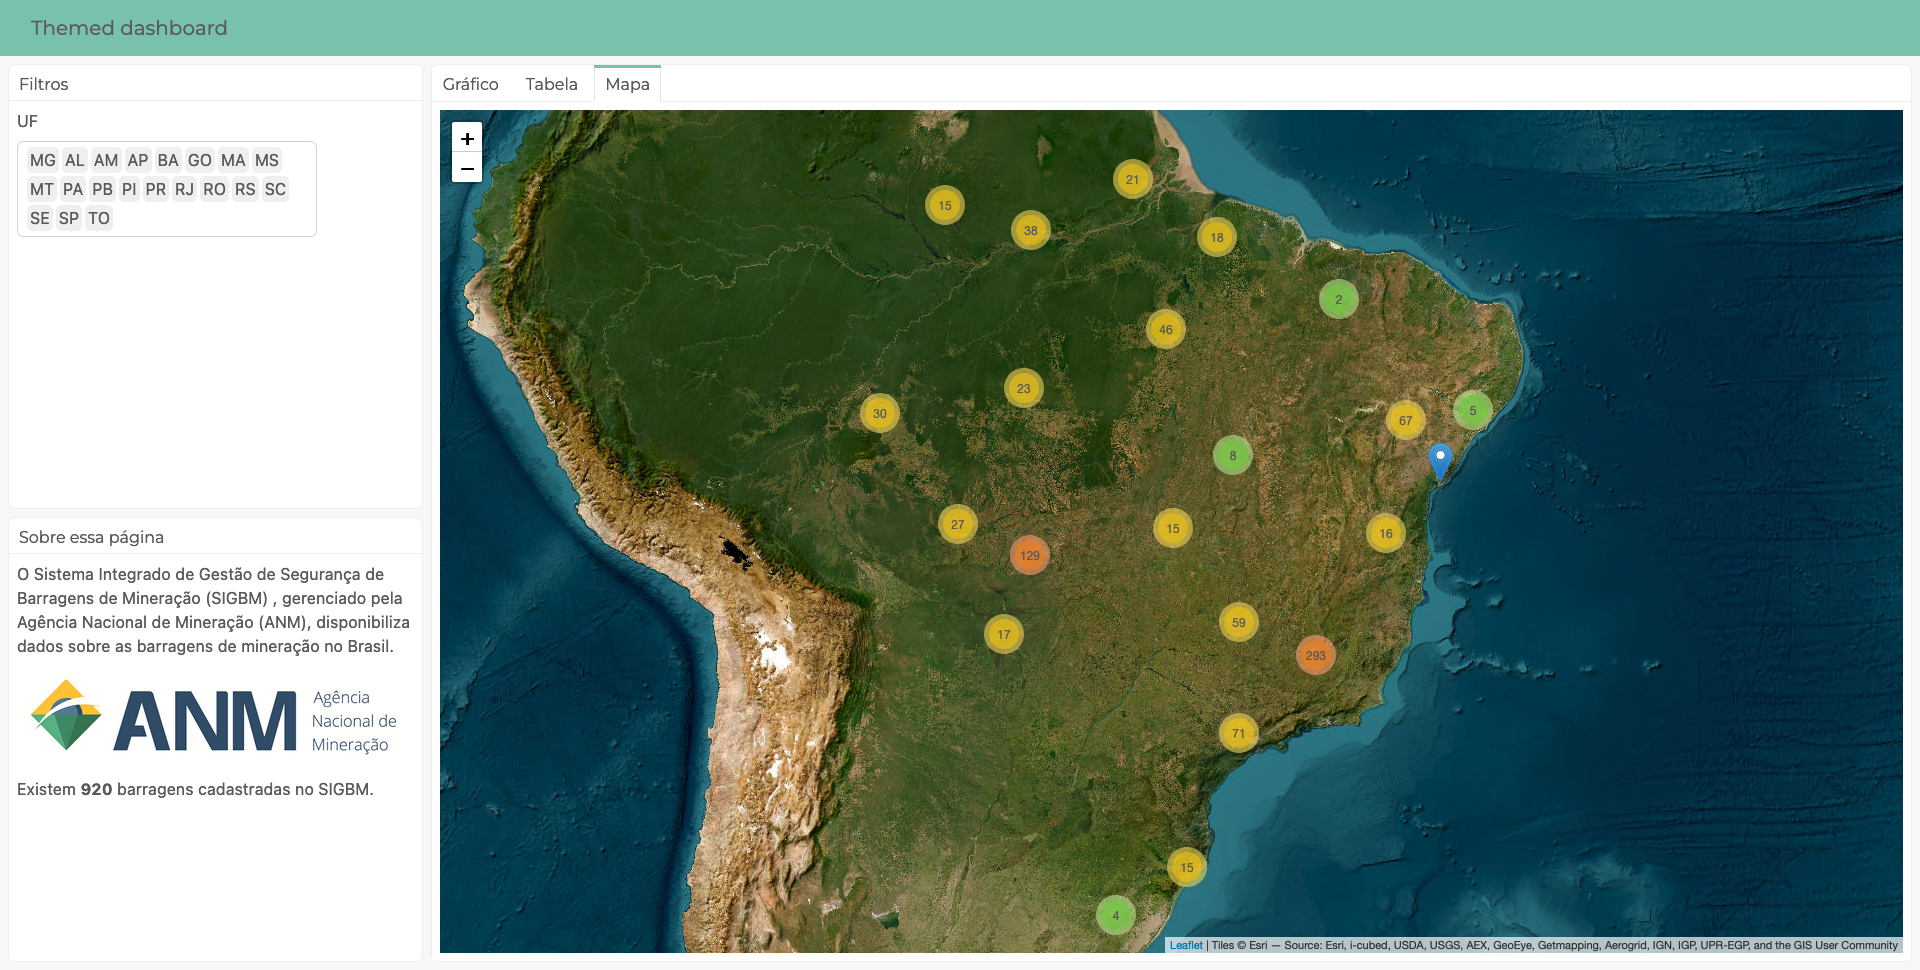 Themed dashboard
Filtros
UF
MG AL AM AP BA GO MA MS
MT PA PB PI PR RJ RO RS SC
SE SP TO
Sobre essa página
O Sistema Integrado de Gestão de Segurança de
Barragens de Mineração (SIGBM) , gerenciado pela
Agência Nacional de Mineração (ANM), disponibiliza
dados sobre as barragens de mineração no Brasil.
ANM
Agência
Nacional de
Mineração
Existem 920 barragens cadastradas no SIGBM.
Gráfico Tabela Mapa
+
−
21
15
38
18
2
46
23
30
67
5
8
27
15
16
129
59
17
293
71
15
4
Leaflet | Tiles © Esri — Source: Esri, i-cubed, USDA, USGS, AEX, GeoEye, Getmapping, Aerogrid, IGN, IGP, UPR-EGP, and the GIS User Community